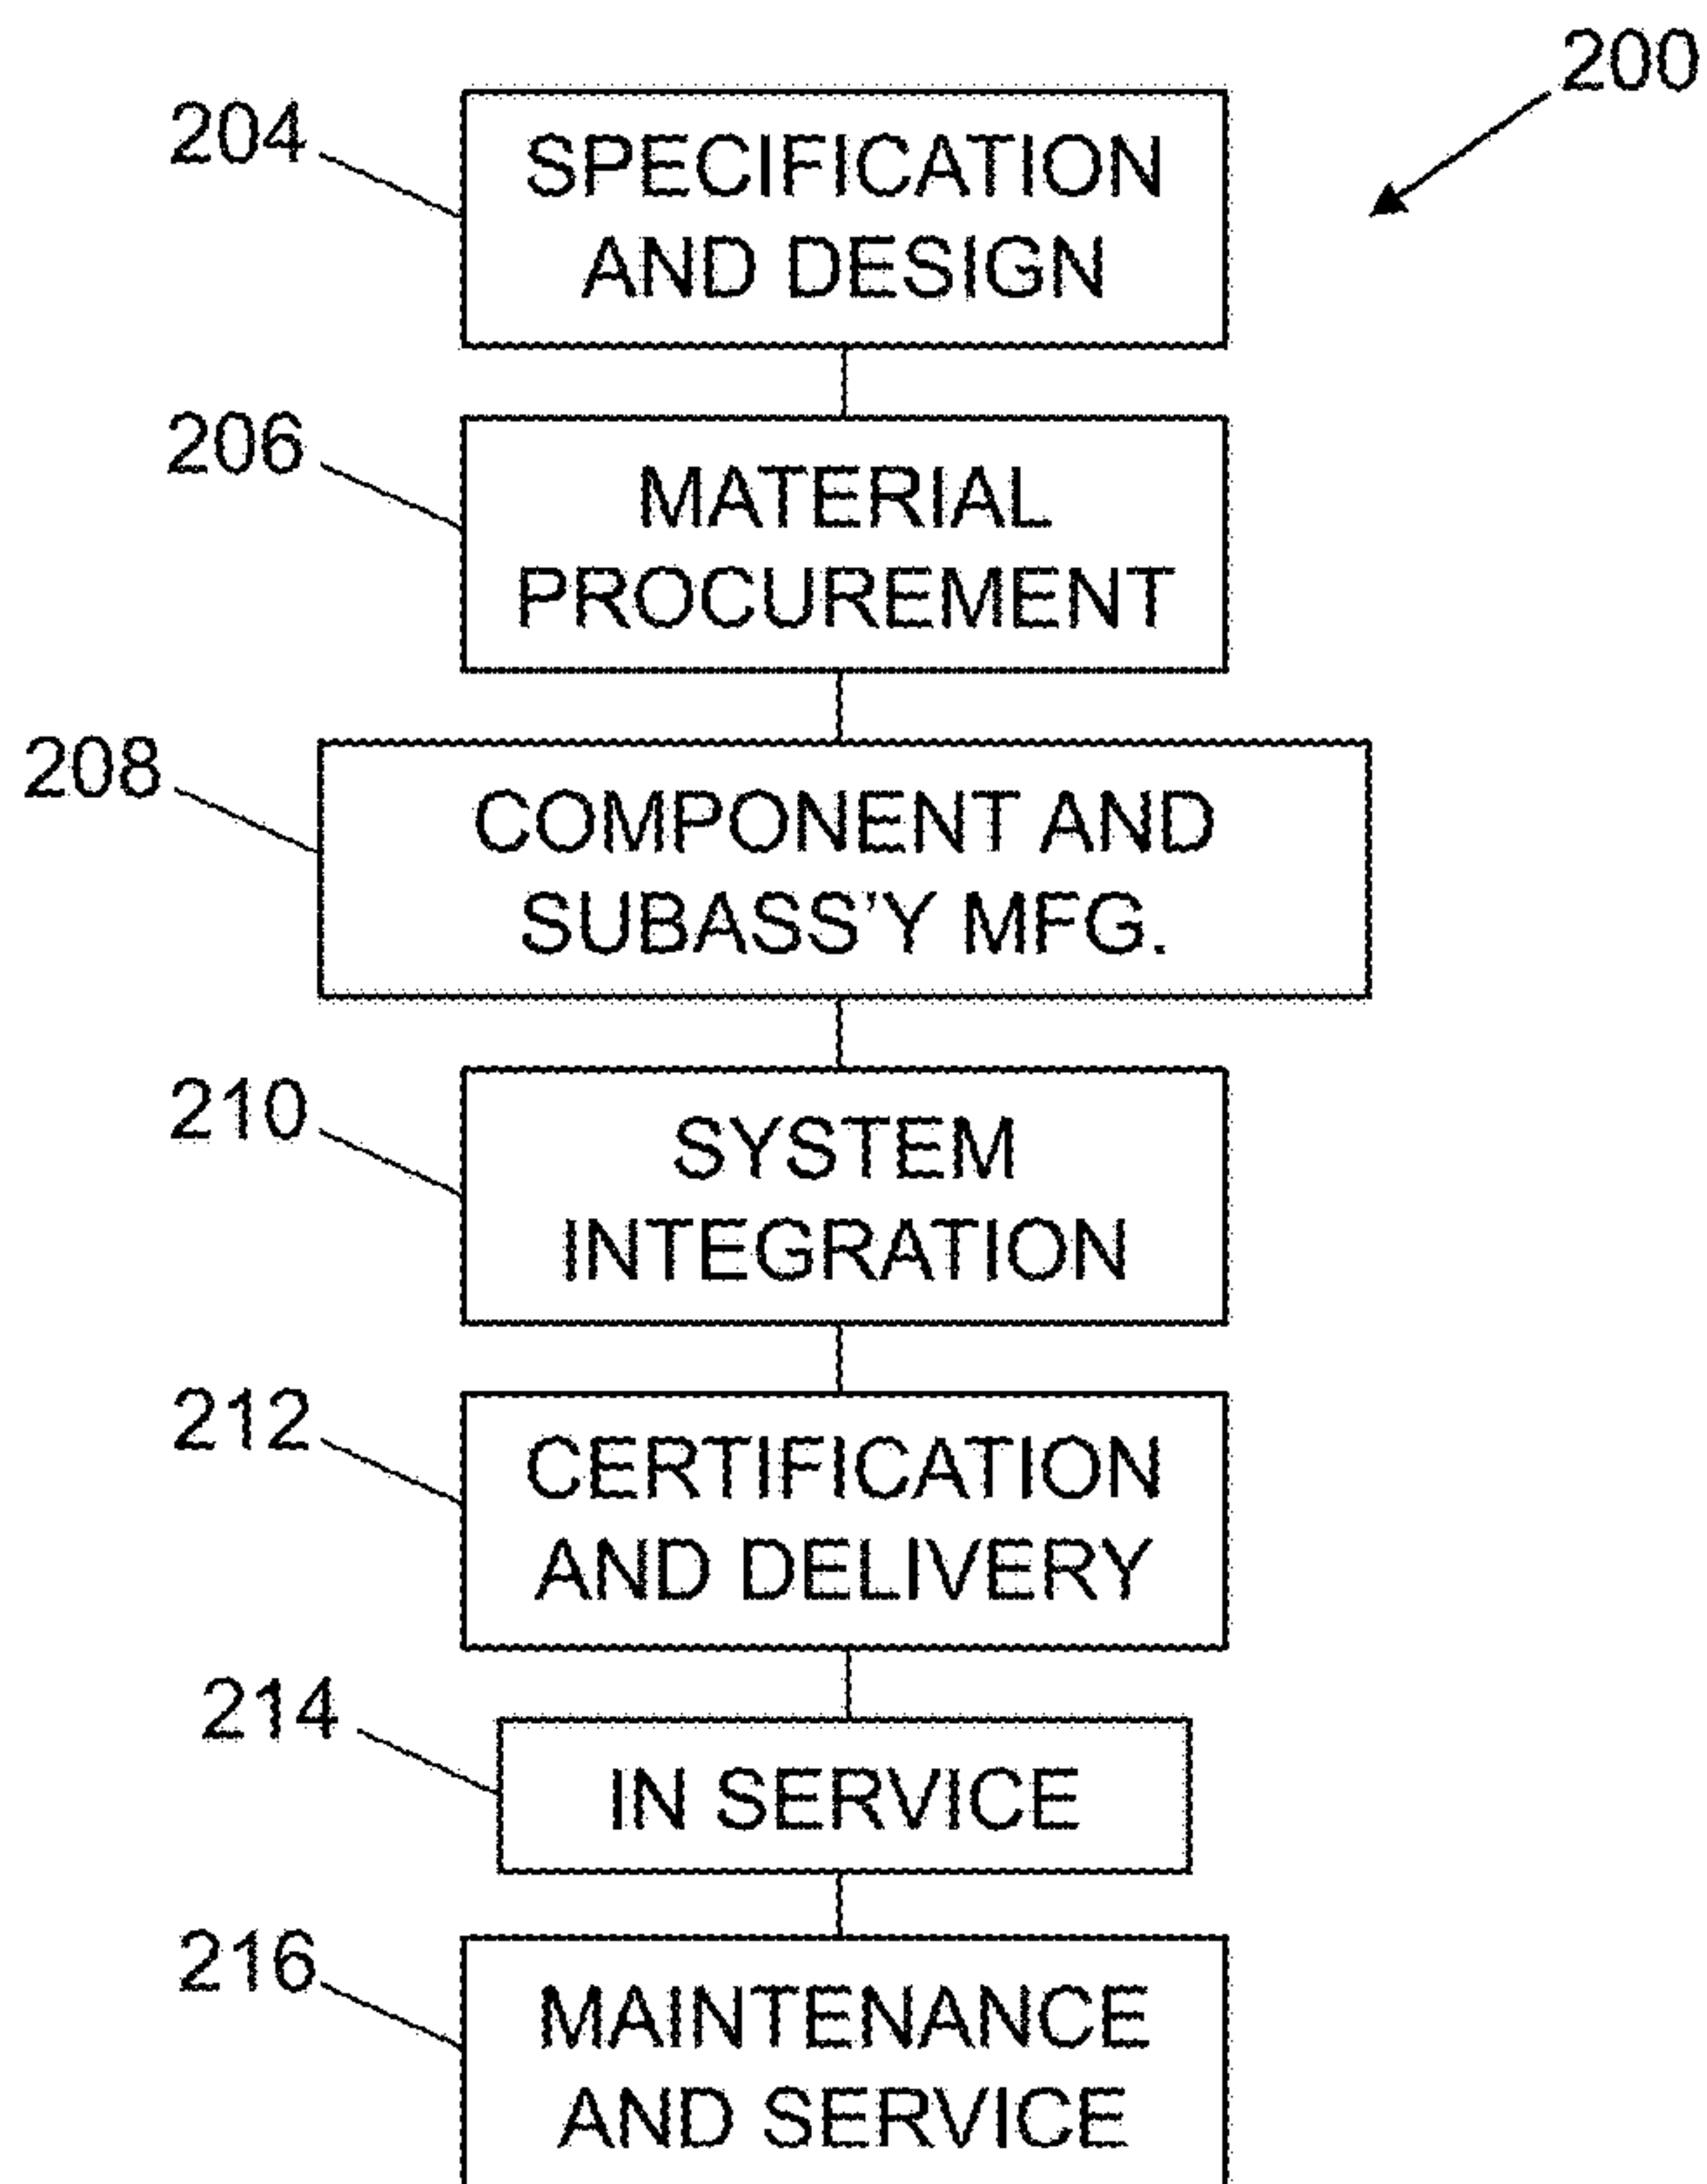 200
204
SPECIFICATION
AND DESIGN
206
MATERIAL
PROCUREMENT
208
COMPONENT AND
SUBASS’Y MFG.
210
SYSTEM
INTEGRATION
212
CERTIFICATION
AND DELIVERY
214
IN SERVICE
216
MAINTENANCE
AND SERVICE